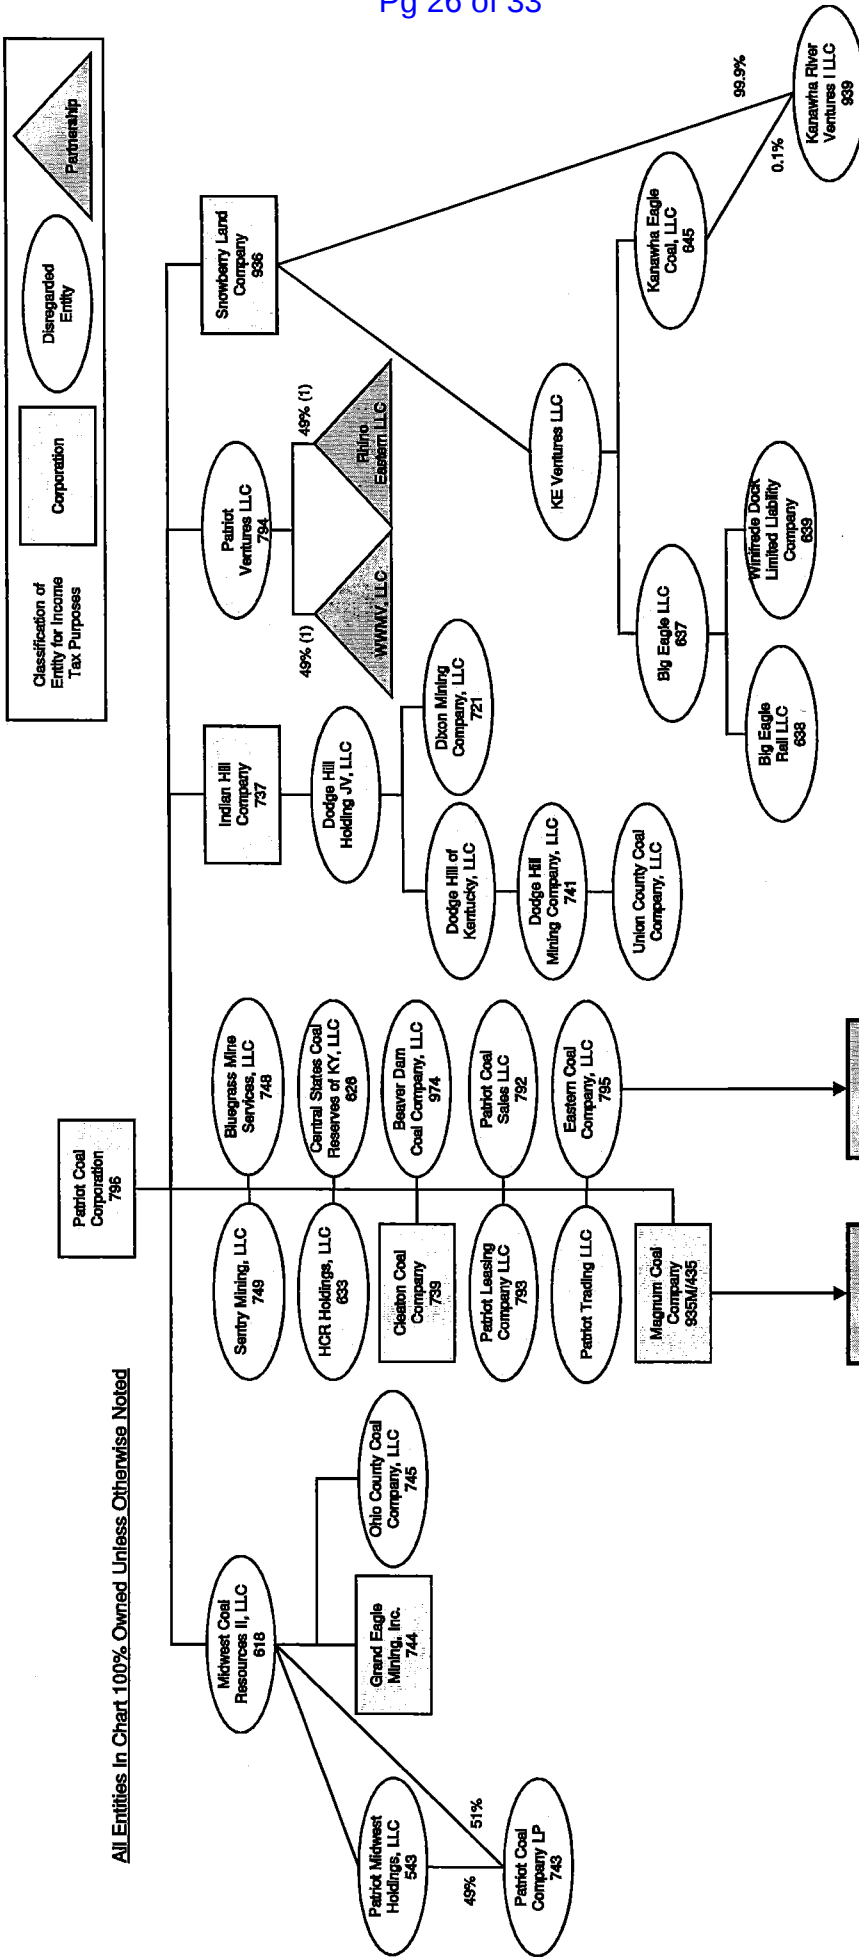 Pg 26 of 33
All Entities In Chart 100% Owned Unless Otherwise Noted
Classification of
Entity for Income
Tax Purposes
Corporation
Disregarded
Entity
Partnership
Patriot Coal
Corporation
796
Midwest Coal
Resources II, LLC
618
Patriot Midwest
Holdings, LLC
543
49%
51%
Patriot Coal
Company LP
743
Grand Eagle
Mining, Inc.
744
Ohio County Coal
Company, LLC
745
Sentry Mining, LLC
749
Bluegrass Mine
Services, LLC
748
HCR Holdings, LLC
633
Central States Coal
Reserves of KY, LLC
626
Cleaton Coal
Company
739
Beaver Dam
Coal Company, LLC
974
Patriot Leasing
Company LLC
793
Patriot Coal
Sales LLC
792
Patriot Trading LLC
Eastern Coal
Company, LLC
795
Magnum Coal
Company
935M/435
Indian Hill
Company
737
Dodge Hill
Holding JV, LLC
Dodge Hill of
Kentucky, LLC
Dixon Mining
Company, LLC
721
Dodge Hill
Mining Company, LLC
741
Union County Coal
Company, LLC
Patriot
Ventures LLC
794
49% (1)
49% (1)
WWMV, LLC
Rhino
Eastern LLC
Snowberry Land
Company
936
KE Ventures LLC
99.9%
Big Eagle LLC
637
Kanawha Eagle
Coal, LLC
645
0.1%
Big Eagle
Rail LLC
638
Winifrede Dock
Limited Liability
Company
639
Kanawha River
Ventures I LLC
939